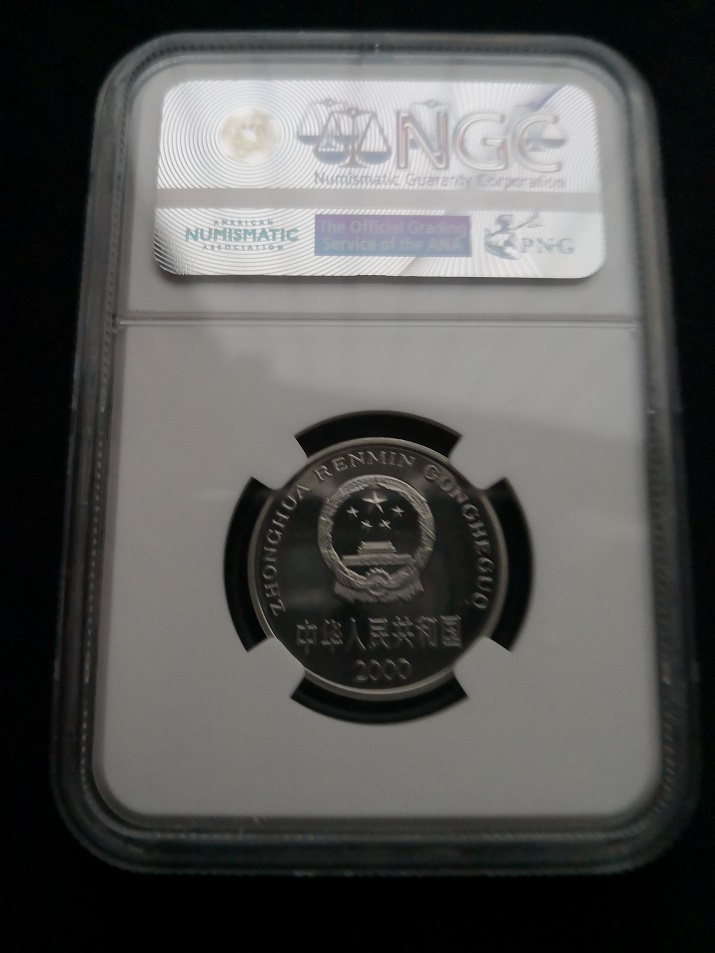 NGC
Numismatic Guaranty Corporation
AMERICAN
NUMISMATIC
ASSOCIATION
The Official Grading
Service of the ANA
PNG
ZHONGHUA RENMIN GONGHEGUO
中华人民共和国
2000